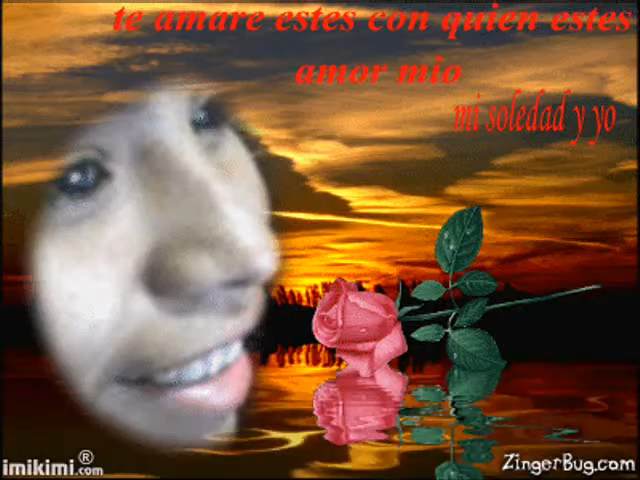 te amare estes con quien estes
amor mio
mi soledad y yo
imikimi.com®
ZingerBug.com